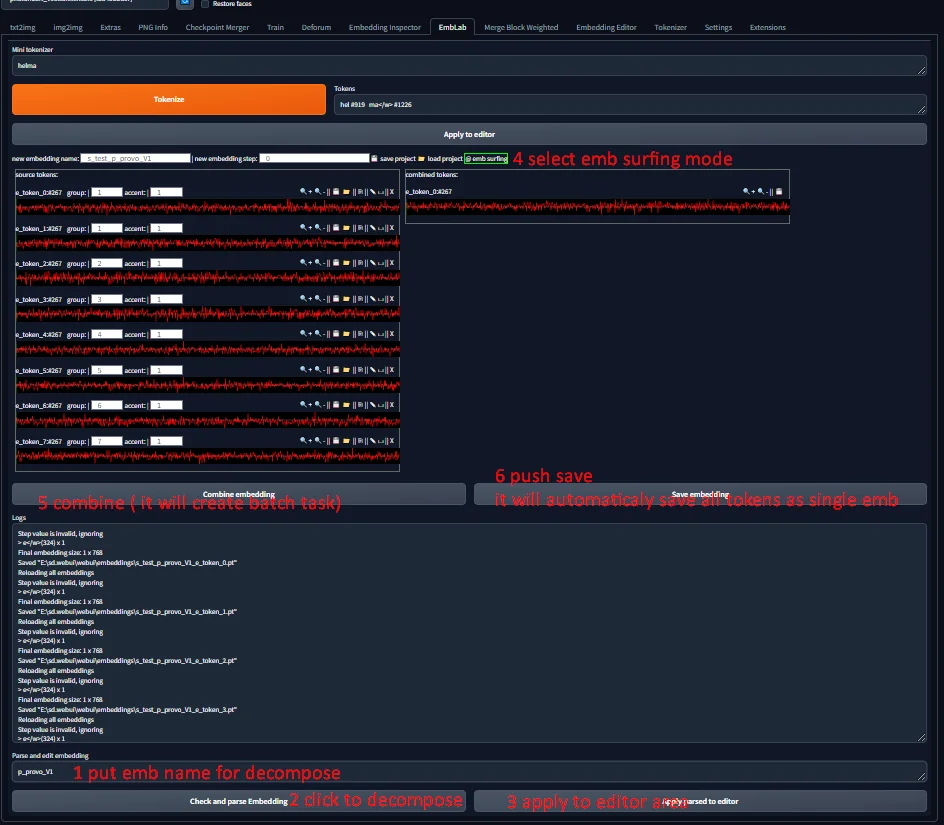 Restore faces
txt2img img2img Extras PNG Info Checkpoint Merger Train Deforum Embedding Inspector EmbLab Merge Block Weighted Embedding Editor Tokenizer Settings Extensions
Mini tokenizer
helma
Tokenize
Tokens
hel #919 ma</w> #1226
Apply to editor
new embedding name: s_test_p_provo_V1 | new embedding step: 0 save project load project @ emb surfing 4 select emb surfing mode
source tokens:
combined tokens:
e_token_0:#267 group: | 1 accent: | 1
e_token_0:#267
e_token_1:#267 group: | 1 accent: | 1
e_token_2:#267 group: | 2 accent: | 1
e_token_3:#267 group: | 3 accent: | 1
e_token_4:#267 group: | 4 accent: | 1
e_token_5:#267 group: | 5 accent: | 1
e_token_6:#267 group: | 6 accent: | 1
e_token_7:#267 group: | 7 accent: | 1
6 push save
Combine embedding
5 combine ( it will create batch task)
Save embedding
it will automaticaly save all tokens as single emb
Logs
Step value is invalid, ignoring
> e</w>(324) x 1
Final embedding size: 1 x 768
Saved "E:\sd.webui\webui\embeddings\s_test_p_provo_V1_e_token_0.pt"
Reloading all embeddings
Step value is invalid, ignoring
> e</w>(324) x 1
Final embedding size: 1 x 768
Saved "E:\sd.webui\webui\embeddings\s_test_p_provo_V1_e_token_1.pt"
Reloading all embeddings
Step value is invalid, ignoring
> e</w>(324) x 1
Final embedding size: 1 x 768
Saved "E:\sd.webui\webui\embeddings\s_test_p_provo_V1_e_token_2.pt"
Reloading all embeddings
Step value is invalid, ignoring
> e</w>(324) x 1
Final embedding size: 1 x 768
Saved "E:\sd.webui\webui\embeddings\s_test_p_provo_V1_e_token_3.pt"
Reloading all embeddings
Step value is invalid, ignoring
> e</w>(324) x 1
Parse and edit embedding
p_provo_V1 1 put emb name for decompose
Check and parse Embedding 2 click to decompose
3 apply to editor area
Apply parsed to editor